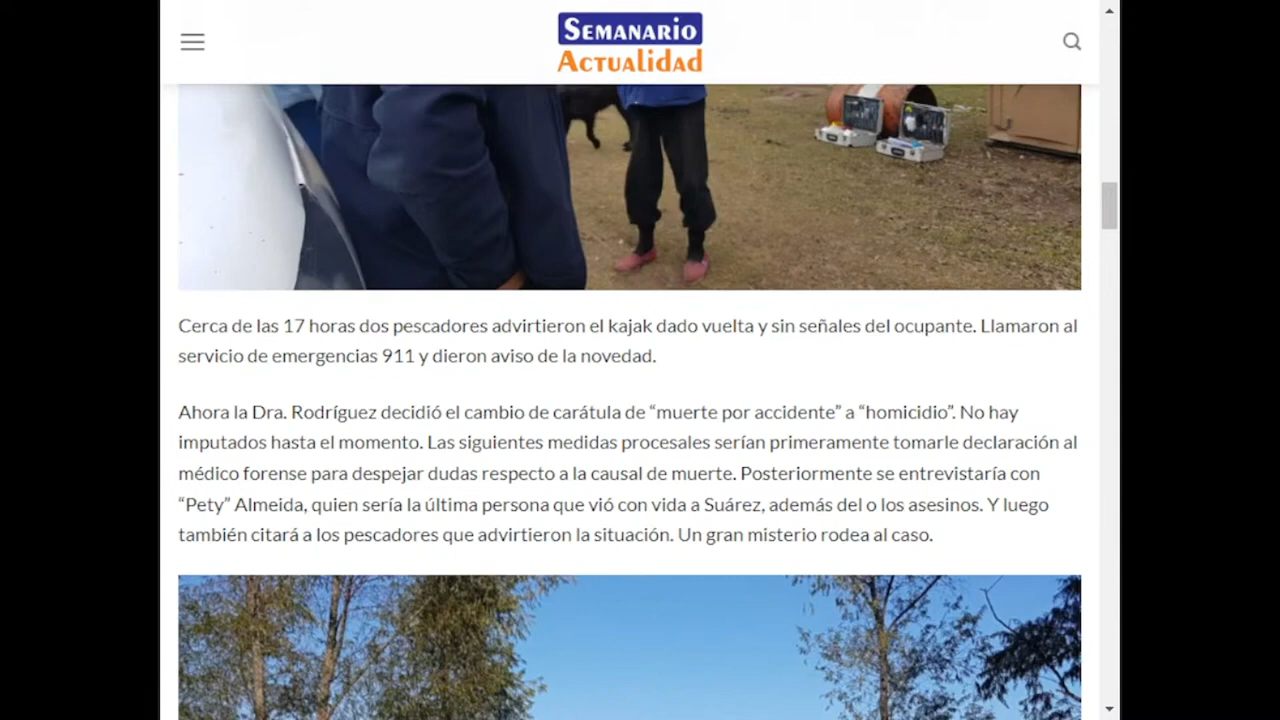 SEMANARIO
ACTUALIDAD
Cerca de las 17 horas dos pescadores advirtieron el kajak dado vuelta y sin señales del ocupante. Llamaron al
servicio de emergencias 911 y dieron aviso de la novedad.
Ahora la Dra. Rodríguez decidió el cambio de carátula de “muerte por accidente” a “homicidio”. No hay
imputados hasta el momento. Las siguientes medidas procesales serían primeramente tomarle declaración al
médico forense para despejar dudas respecto a la causal de muerte. Posteriormente se entrevistaría con
“Pety” Almeida, quien sería la última persona que vió con vida a Suárez, además del o los asesinos. Y luego
también citará a los pescadores que advirtieron la situación. Un gran misterio rodea al caso.